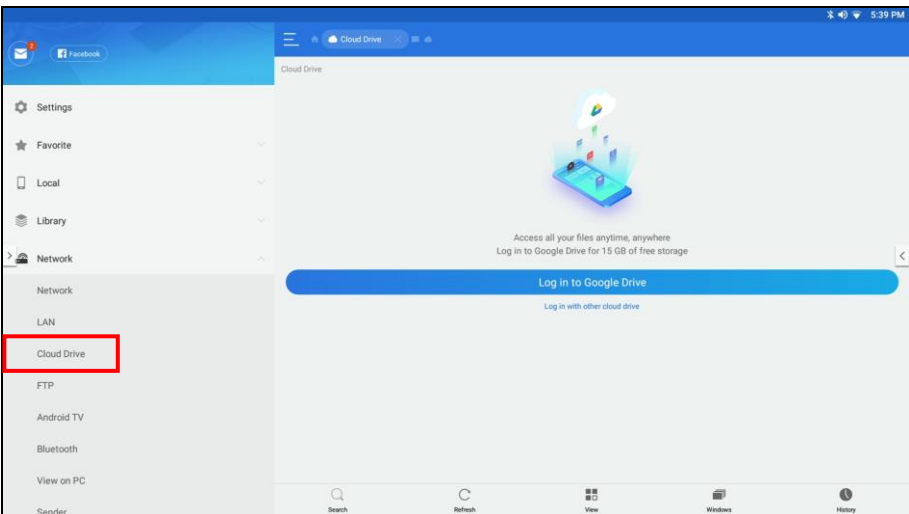 5:39 PM
2
Facebook
Cloud Drive
Cloud Drive
Settings
Favorite
Local
Library
Network
Network
LAN
Cloud Drive
FTP
Android TV
Bluetooth
View on PC
Sender
Access all your files anytime, anywhere
Log in to Google Drive for 15 GB of free storage
Log in to Google Drive
Log in with other cloud drive
Search
Refresh
View
Windows
History